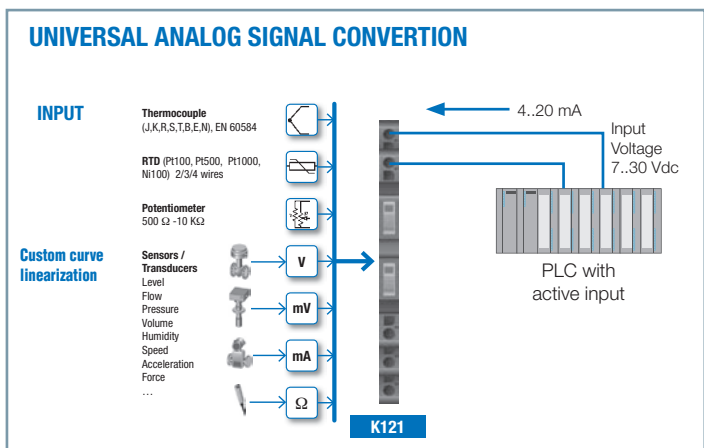 UNIVERSAL ANALOG SIGNAL CONVERTION
INPUT
Thermocouple
(J,K,R,S,T,B,E,N), EN 60584
RTD (Pt100, Pt500, Pt1000,
Ni100) 2/3/4 wires
Potentiometer
500 Ω -10 KΩ
Custom curve
linearization
Sensors /
Transducers
Level
Flow
Pressure
Volume
Humidity
Speed
Acceleration
Force
...
V
mV
mA
Ω
K121
4..20 mA
Input
Voltage
7..30 Vdc
PLC with
active input